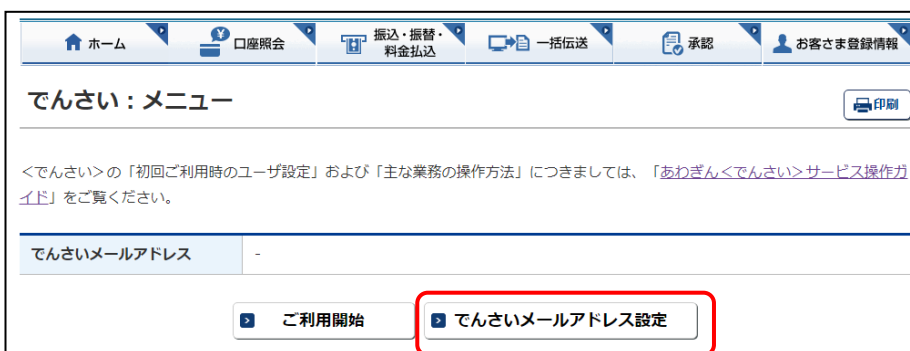 ホーム
口座照会
振込・振替・
料金払込
一括伝送
承認
お客さま登録情報
でんさい：メニュー
印刷
＜でんさい＞の「初回ご利用時のユーザ設定」および「主な業務の操作方法」につきましては、「あわぎん＜でんさい＞サービス操作ガ
イド」をご覧ください。
でんさいメールアドレス
-
ご利用開始
でんさいメールアドレス設定